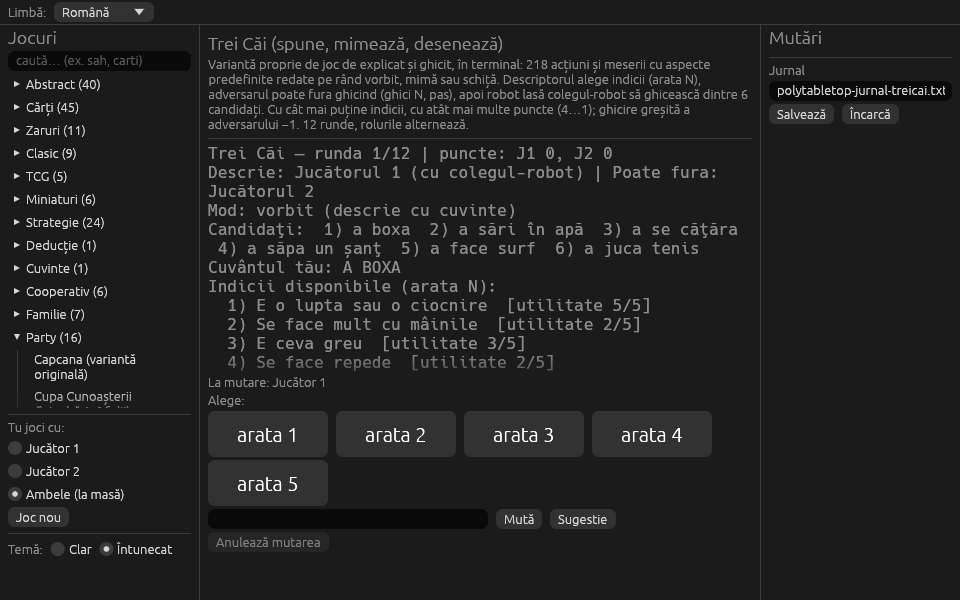 Limbă: Română
Jocuri
caută… (ex. sah, carti)
Abstract (40)
Cărți (45)
Zaruri (11)
Clasic (9)
TCG (5)
Miniaturi (6)
Strategie (24)
Deducție (1)
Cuvinte (1)
Cooperativ (6)
Familie (7)
Party (16)
Capcana (variantă
originală)
Cupa Cunoașterii
Tu joci cu:
Jucător 1
Jucător 2
Ambele (la masă)
Joc nou
Temă: Clar Întunecat
Trei Căi (spune, mimează, desenează)
Variantă proprie de joc de explicat și ghicit, în terminal: 218 acțiuni și meserii cu aspecte
predefinite redate pe rând vorbit, mimă sau schiță. Descriptorul alege indicii (arata N),
adversarul poate fura ghicind (ghici N, pas), apoi robotul lasă colegul-robot să ghicească dintre 6
candidați. Cu cât mai puține indicii, cu atât mai multe puncte (4…1); ghicire greșită a
adversarului −1. 12 runde, rolurile alternează.
Trei Căi — runda 1/12 | puncte: J1 0, J2 0
Descrie: Jucătorul 1 (cu colegul-robot) | Poate fura:
Jucătorul 2
Mod: vorbit (descrie cu cuvinte)
Candidați: 1) a boxa 2) a sări în apă 3) a se cățăra
4) a săpa un șanț 5) a face surf 6) a juca tenis
Cuvântul tău: A BOXA
Indicii disponibile (arata N):
1) E o lupta sau o ciocnire [utilitate 5/5]
2) Se face mult cu mâinile [utilitate 2/5]
3) E ceva greu [utilitate 3/5]
4) Se face repede [utilitate 2/5]
La mutare: Jucător 1
Alege:
arata 1 arata 2 arata 3 arata 4
arata 5
Mută Sugestie
Anulează mutarea
Mutări
Jurnal
polytabletop-jurnal-treicai.txt
Salvează Încarcă